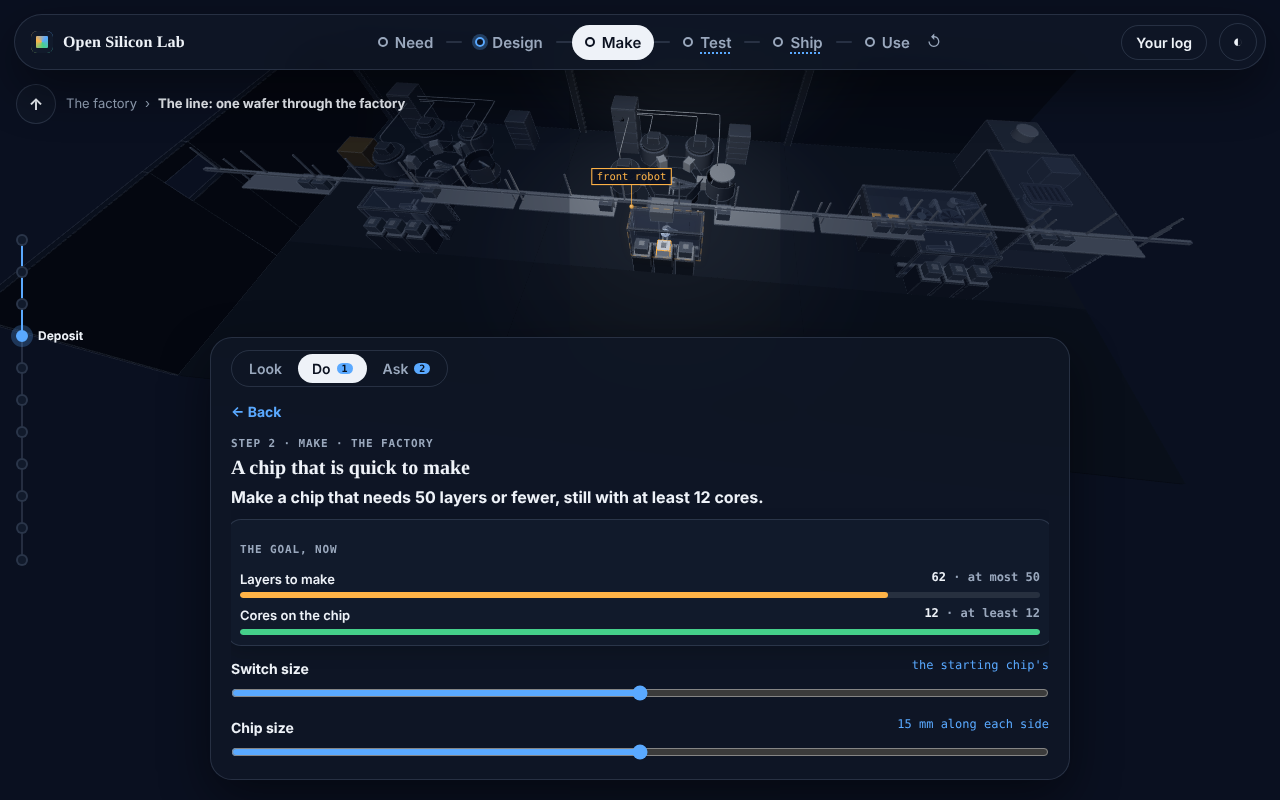 Open Silicon Lab
Need
Design
Make
Test
Ship
Use
Your log
The factory › The line: one wafer through the factory
front robot
Deposit
Look
Do 1
Ask 2
← Back
STEP 2 · MAKE · THE FACTORY
A chip that is quick to make
Make a chip that needs 50 layers or fewer, still with at least 12 cores.
THE GOAL, NOW
Layers to make 62 · at most 50
Cores on the chip 12 · at least 12
Switch size the starting chip's
Chip size 15 mm along each side